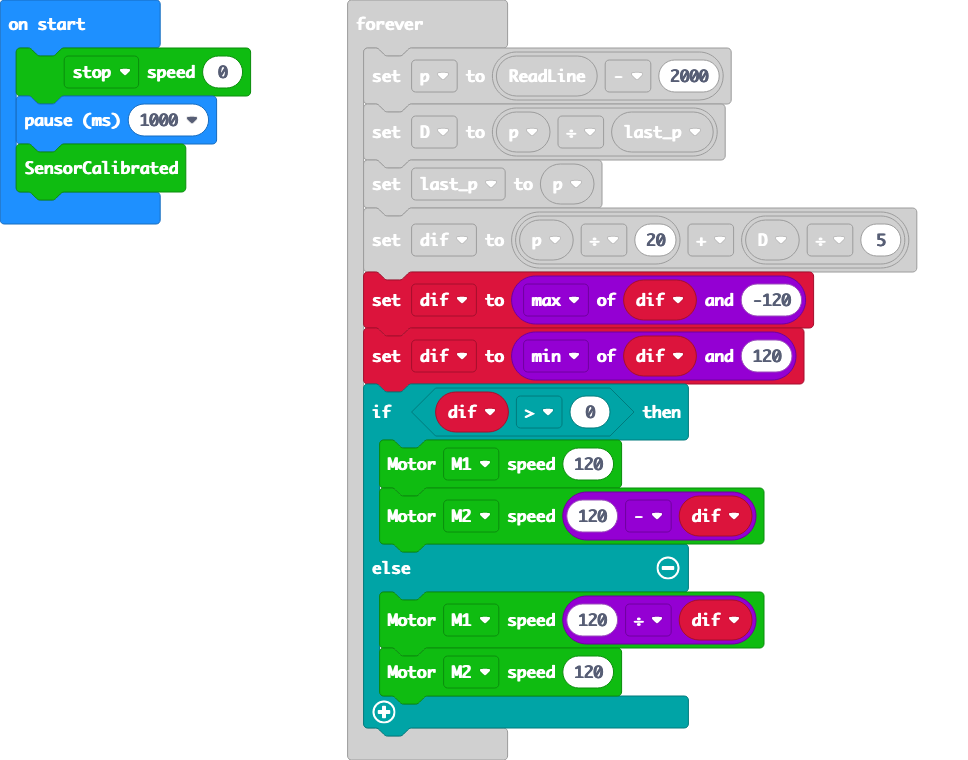 on start
stop speed 0
pause (ms) 1000
SensorCalibrated
forever
set p to ReadLine - 2000
set D to p ÷ last_p
set last_p to p
set dif to p ÷ 20 + D ÷ 5
set dif to max of dif and -120
set dif to min of dif and 120
if dif > 0 then
Motor M1 speed 120
Motor M2 speed 120 - dif
else
Motor M1 speed 120 ÷ dif
Motor M2 speed 120